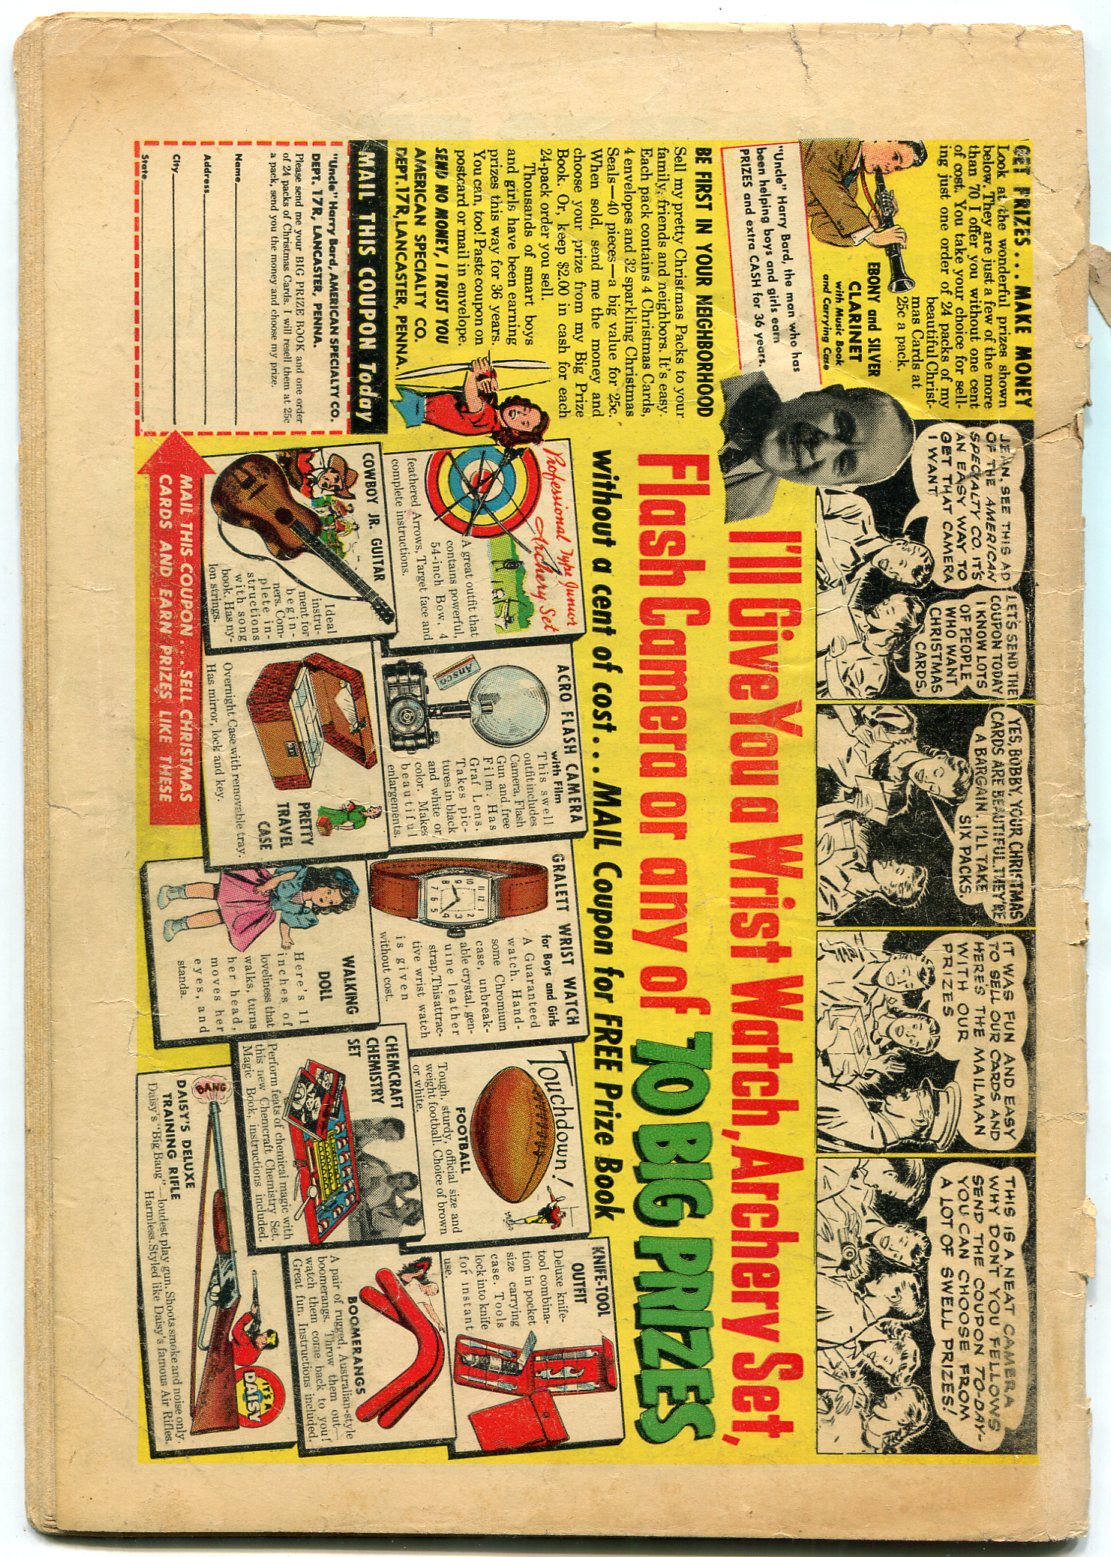 GET PRIZES... MAKE MONEY
Look at the wonderful prizes shown
below. They are just a few of the more
than 70 I offer you without one cent
of cost. You take your choice for sell-
ing just one order of 24 packs of my
beautiful Christ-
mas Cards at
25c a pack.
EBONY and SILVER
CLARINET
with Music Book
and Carrying Case
"Uncle" Harry Bard, the man who has
been helping boys and girls earn
PRIZES and extra CASH for 36 years.
BE FIRST IN YOUR NEIGHBORHOOD
Sell my pretty Christmas Packs to your
family, friends and neighbors. It's easy.
Each pack contains 4 Christmas Cards,
4 envelopes and 32 sparkling Christmas
Seals—40 pieces—a big value for 25c.
When sold, send me the money and
choose your prize from my Big Prize
Book. Or, keep $2.00 in cash for each
24-pack order you sell.
Thousands of smart boys
and girls have been earning
prizes this way for 36 years.
You can, too! Paste coupon on
postcard or mail in envelope.
SEND NO MONEY, I TRUST YOU
AMERICAN SPECIALTY CO.
DEPT. 17R, LANCASTER, PENNA.
MAIL THIS COUPON Today
"Uncle" Harry Bard, AMERICAN SPECIALTY CO.
DEPT. 17R, LANCASTER, PENNA.
Please send me your BIG PRIZE BOOK and one order
of 24 packs of Christmas Cards. I will resell them at 25c
a pack, send you the money and choose my prize.
Name
Address
City
State
JEAN, SEE THIS AD
OF THE AMERICAN
SPECIALTY CO. IT'S
AN EASY WAY TO
GET THAT CAMERA
I WANT
LET'S SEND THE
COUPON TODAY
I KNOW LOTS
OF PEOPLE
WHO WANT
CHRISTMAS
CARDS.
YES, BOBBY, YOUR CHRISTMAS
CARDS ARE BEAUTIFUL. THEY'RE
A BARGAIN. I'LL TAKE
SIX PACKS
IT WAS FUN AND EASY
TO SELL OUR CARDS AND
HERE'S THE MAILMAN
WITH OUR
PRIZES
THIS IS A NEAT CAMERA
WHY DON'T YOU FELLOWS
SEND THE COUPON TO-DAY-
YOU CAN CHOOSE FROM
A LOT OF SWELL PRIZES!
I'll Give You a Wrist Watch, Archery Set,
Flash Camera or any of 70 BIG PRIZES
without a cent of cost... MAIL Coupon for FREE Prize Book
Professional Type Junior
Archery Set
A great outfit that
contains powerful,
54-inch Bow, 4
feathered Arrows, Target face and
complete instructions.
ACRO FLASH CAMERA
with Film
This swell
outfit includes
Camera, Flash
Gun and free
Film. Has
Graf Lens.
Takes pic-
tures in black
and white or
color. Makes
beautiful
enlargements.
ANSCO
GRALETT WRIST WATCH
for Boys and Girls
A Guaranteed
watch. Hand-
some Chromium
case, unbreak-
able crystal, gen-
uine leather
strap. This attrac-
tive wrist watch
is given
without cost.
Touchdown!
FOOTBALL
Tough, sturdy, official size and
weight football. Choice of brown
or white.
KNIFE-TOOL
OUTFIT
Deluxe knife-
tool combina-
tion in pocket
size carrying
case. Tools
lock into knife
for instant
use.
COWBOY JR. GUITAR
Ideal
instru-
ment for
begin-
ners. Com-
plete in-
structions
with song
book. Has ny-
lon strings.
PRETTY
TRAVEL
CASE
Overnight Case with removable tray.
Has mirror, lock and key.
WALKING
DOLL
Here's 11
inches of
loveliness that
walks, turns
her head,
moves her
eyes, and
stands.
CHEMCRAFT
CHEMISTRY
SET
Perform feats of chemical magic with
this new Chemcraft Chemistry Set.
Magic Book, instructions included.
BOOMERANGS
A pair of rugged, Australian-style
boomerangs. Throw them out—
watch them come back to you!
Great fun. Instructions included.
BANG
DAISY'S DELUXE
TRAINING RIFLE
Daisy's "Big Bang"—loudest play gun. Shoots smoke and noise only.
Harmless. Styled like Daisy's famous Air Rifles.
IT'S A
DAISY
MAIL THIS COUPON... SELL CHRISTMAS
CARDS AND EARN PRIZES LIKE THESE